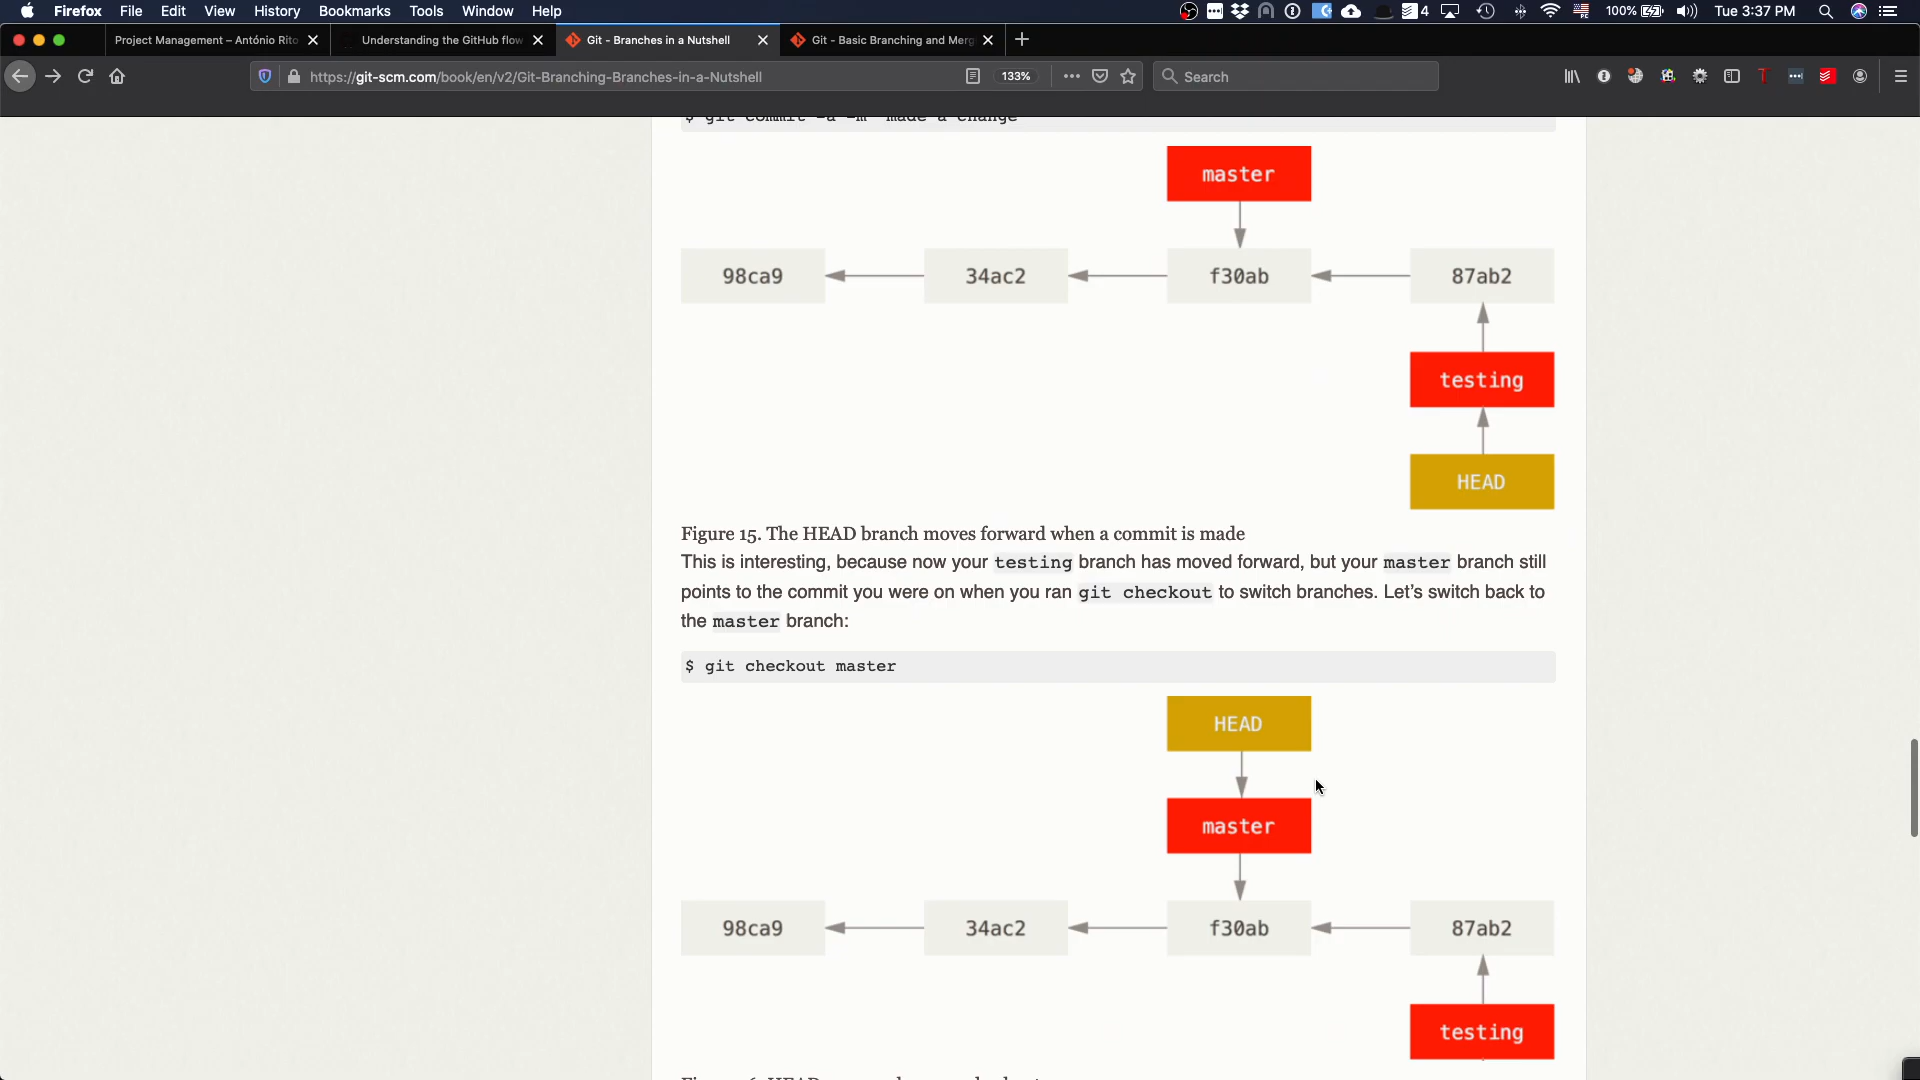 Firefox File Edit View History Bookmarks Tools Window Help 4 100% Tue 3:37 PM
Project Management – António Rito Understanding the GitHub flow Git - Branches in a Nutshell Git - Basic Branching and Merg
https://git-scm.com/book/en/v2/Git-Branching-Branches-in-a-Nutshell 133% Search
$ git commit -a -m 'made a change'
master
98ca9 34ac2 f30ab 87ab2
testing
HEAD
Figure 15. The HEAD branch moves forward when a commit is made
This is interesting, because now your testing branch has moved forward, but your master branch still
points to the commit you were on when you ran git checkout to switch branches. Let's switch back to
the master branch:
$ git checkout master
HEAD
master
98ca9 34ac2 f30ab 87ab2
testing